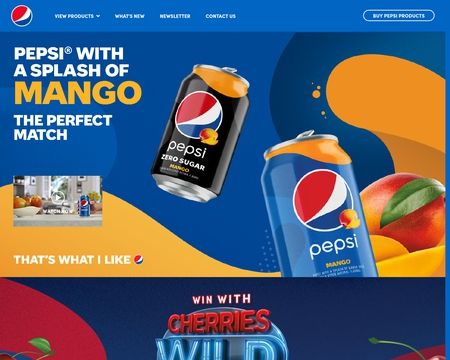 VIEW PRODUCTS
WHAT'S NEW
NEWSLETTER
CONTACT US
BUY PEPSI PRODUCTS
PEPSI® WITH
A SPLASH OF
MANGO
THE PERFECT
MATCH
pepsi
ZERO SUGAR
MANGO
WATCH NOW
pepsi
MANGO
THAT'S WHAT I LIKE
WIN WITH
CHERRIES
WILD